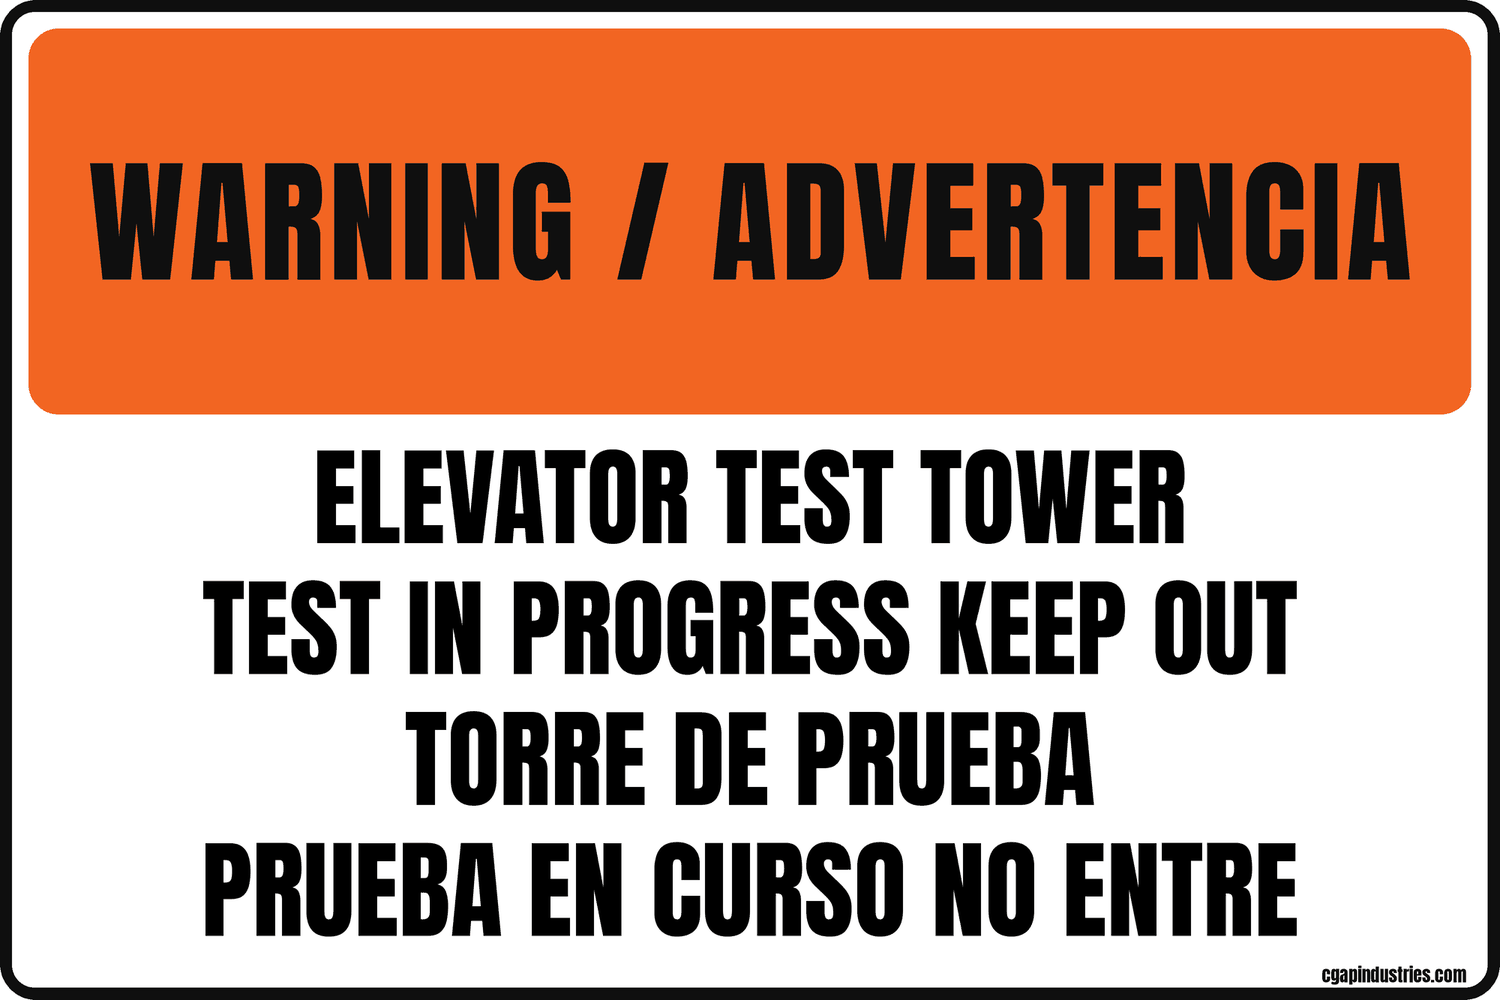 WARNING / ADVERTENCIA
ELEVATOR TEST TOWER
TEST IN PROGRESS KEEP OUT
TORRE DE PRUEBA
PRUEBA EN CURSO NO ENTRE
cgapindustries.com